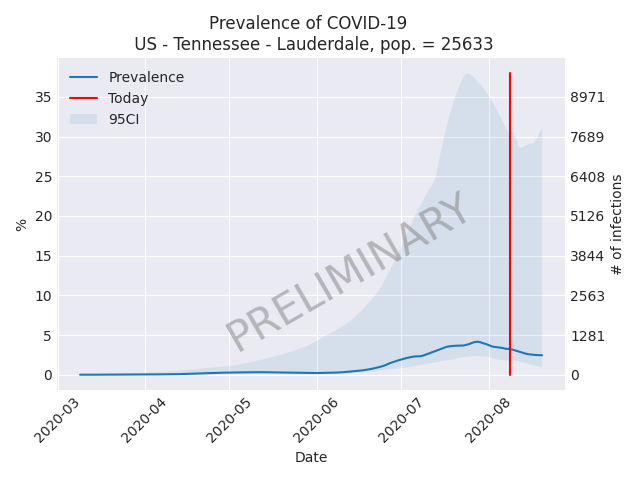 Prevalence of COVID-19
US - Tennessee - Lauderdale, pop. = 25633
Prevalence
Today
95CI
35
30
25
20
15
10
5
0
%
8971
7689
6408
5126
3844
2563
1281
0
# of infections
PRELIMINARY
2020-03
2020-04
2020-05
2020-06
2020-07
2020-08
Date